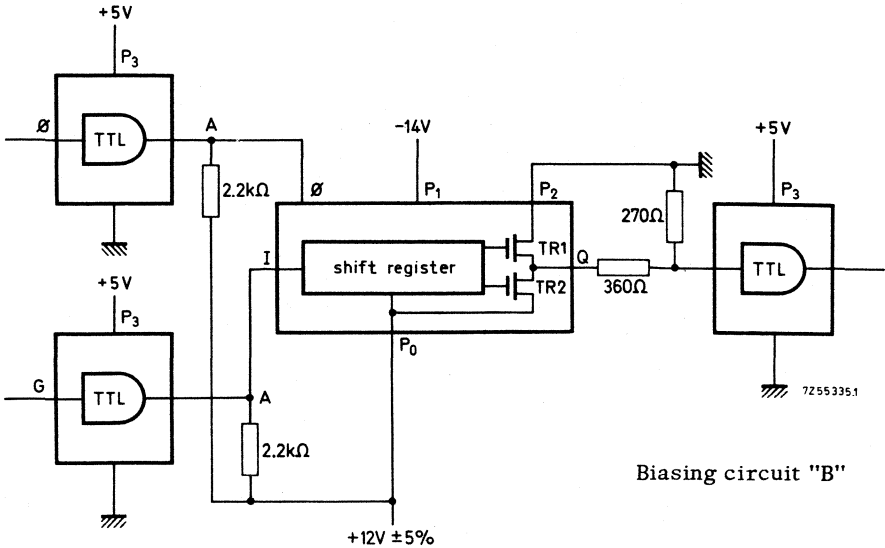 +5V
P3
Ø
TTL
A
2.2kΩ
Ø
-14V
P1
P2
+5V
P3
270Ω
TR1
I
shift register
Q
TTL
TR2
360Ω
+5V
P3
P0
7Z55335.1
G
TTL
A
2.2kΩ
Biasing circuit "B"
+12V ±5%